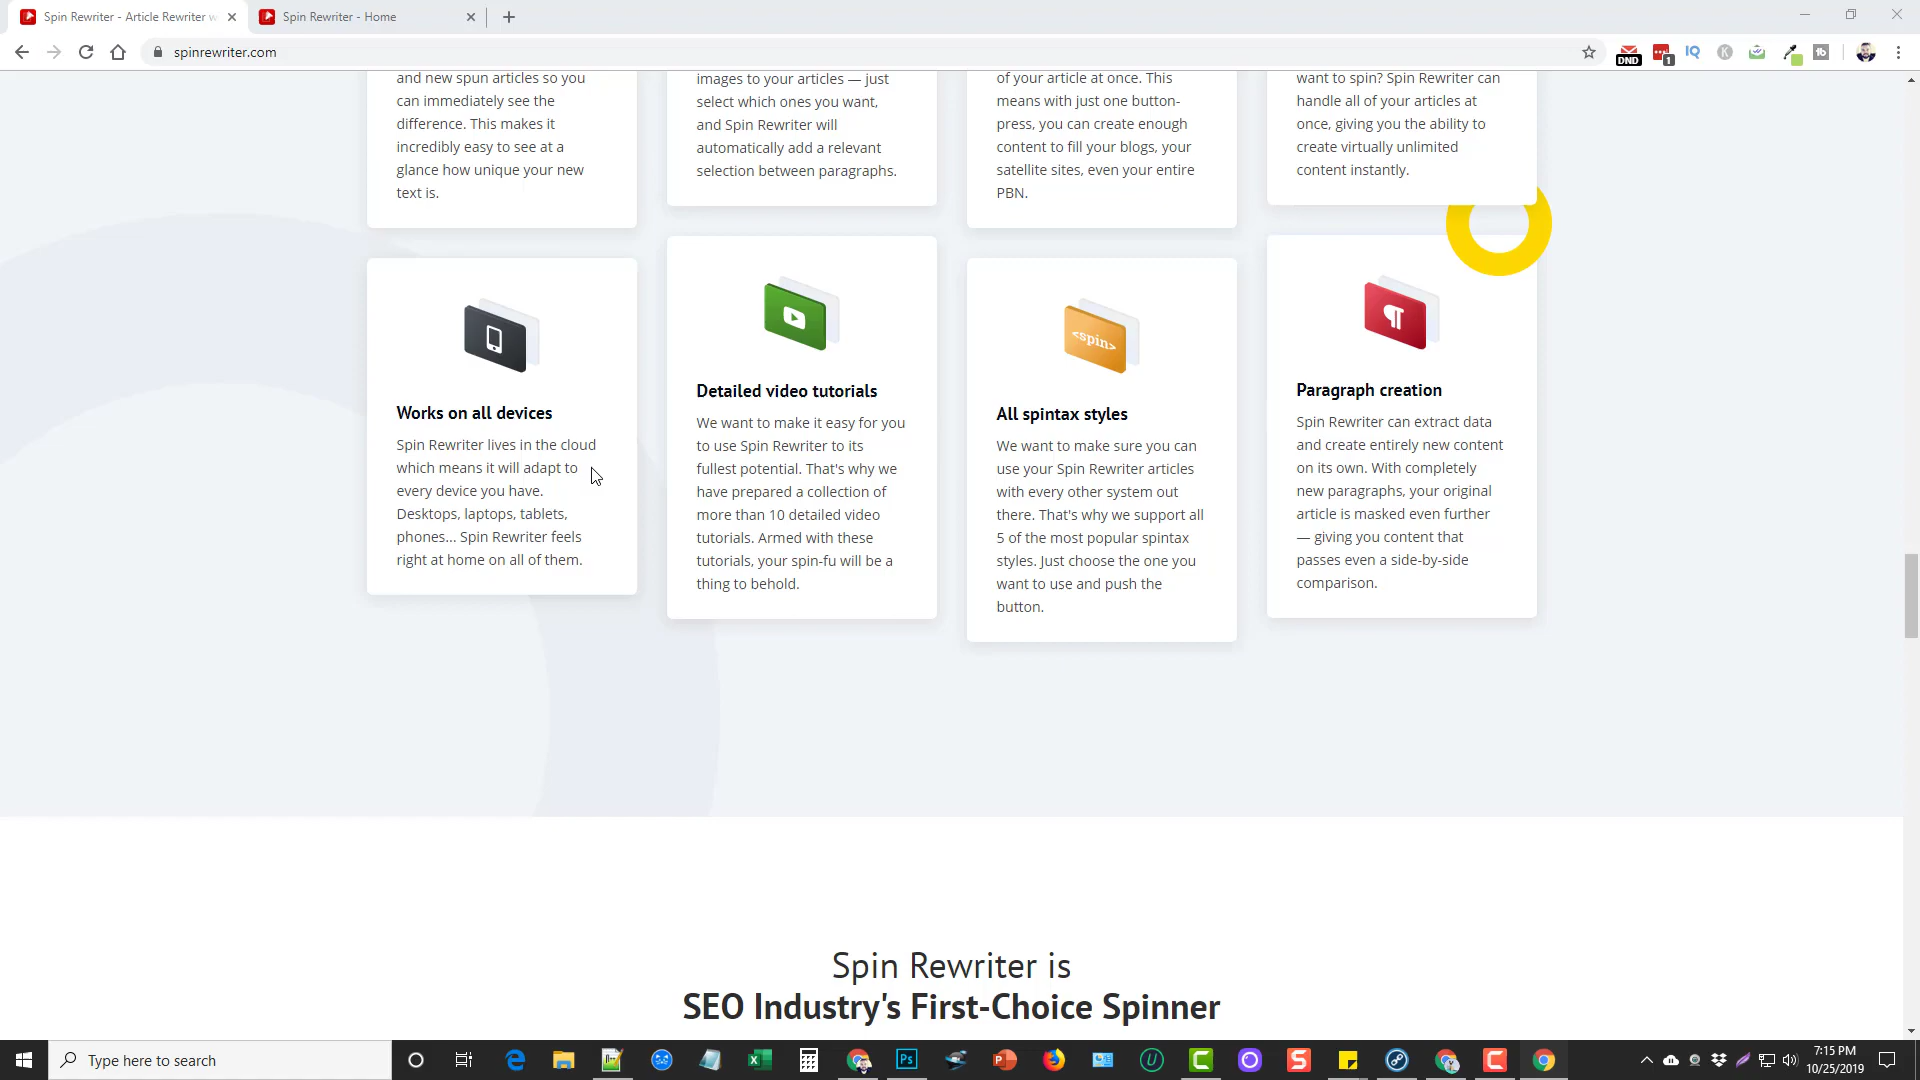 Spin Rewriter - Article Rewriter w
Spin Rewriter - Home
spinrewriter.com
DND
1
IQ
K
tb
and new spun articles so you
can immediately see the
difference. This makes it
incredibly easy to see at a
glance how unique your new
text is.
images to your articles — just
select which ones you want,
and Spin Rewriter will
automatically add a relevant
selection between paragraphs.
of your article at once. This
means with just one button-
press, you can create enough
content to fill your blogs, your
satellite sites, even your entire
PBN.
want to spin? Spin Rewriter can
handle all of your articles at
once, giving you the ability to
create virtually unlimited
content instantly.
Works on all devices
Spin Rewriter lives in the cloud
which means it will adapt to
every device you have.
Desktops, laptops, tablets,
phones... Spin Rewriter feels
right at home on all of them.
Detailed video tutorials
We want to make it easy for you
to use Spin Rewriter to its
fullest potential. That's why we
have prepared a collection of
more than 10 detailed video
tutorials. Armed with these
tutorials, your spin-fu will be a
thing to behold.
<spin>
All spintax styles
We want to make sure you can
use your Spin Rewriter articles
with every other system out
there. That's why we support all
5 of the most popular spintax
styles. Just choose the one you
want to use and push the
button.
¶
Paragraph creation
Spin Rewriter can extract data
and create entirely new content
on its own. With completely
new paragraphs, your original
article is masked even further
— giving you content that
passes even a side-by-side
comparison.
Spin Rewriter is
SEO Industry's First-Choice Spinner
Type here to search
Ps
7:15 PM
10/25/2019